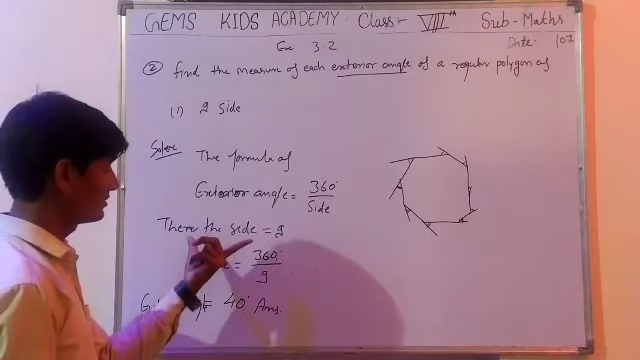 GEMS KIDS ACADEMY Class:- VIII th Sub-Maths
Ex 3.2 Date:
② find the measure of each exterior angle of a regular polygon of
(i) 9 side
Solve The formula of
Exterior angle = 360°/Side
There the side = 9
= 360°/9
= 40° Ans.